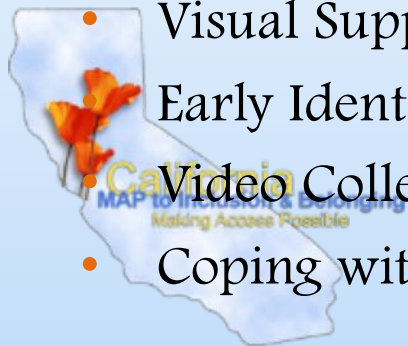 Visual Supp
Early Ident
California
Video Colle
MAP to Inclusion & Belonging
Making Access Possible
Coping wit